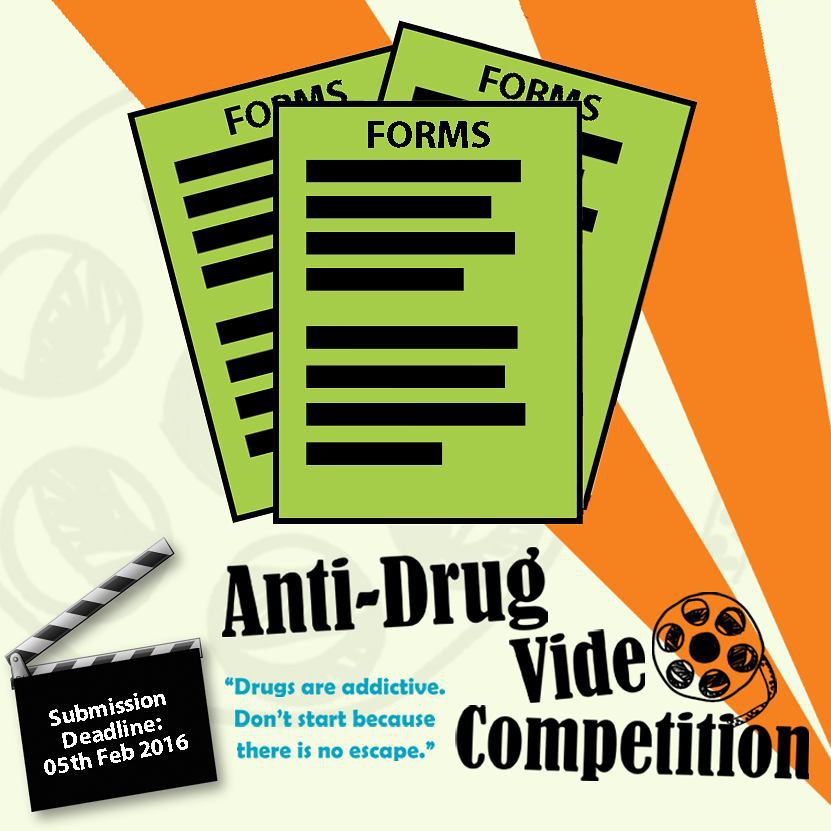 FORMS
FORMS
FORMS
Anti-Drug
Vide
Competition
“Drugs are addictive.
Don’t start because
there is no escape.”
Submission
Deadline:
05th Feb 2016